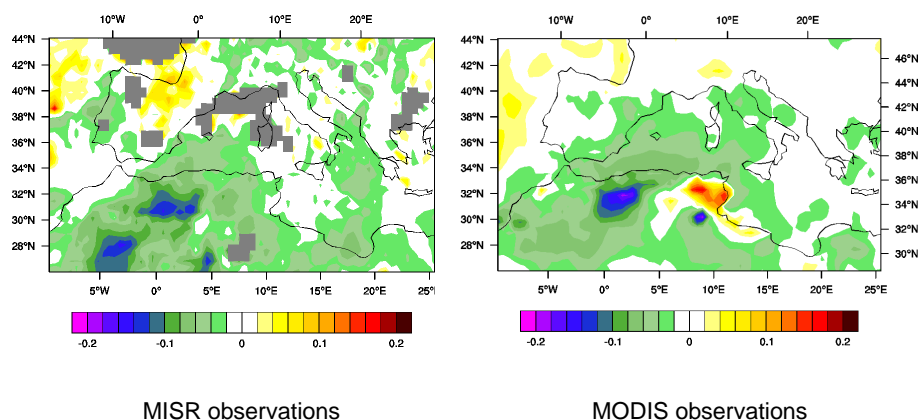 10°W 0° 10°E 20°E 10°W 0° 10°E 20°E
44°N 44°N
42°N 42°N 46°N
40°N 40°N 44°N
38°N 38°N 42°N
36°N 36°N 40°N
34°N 34°N 38°N
32°N 32°N 36°N
30°N 30°N 34°N
28°N 28°N 32°N
30°N
5°W 0° 5°E 10°E 15°E 20°E 25°E 5°W 0° 5°E 10°E 15°E 20°E 25°E
-0.2 -0.1 0 0.1 0.2 -0.2 -0.1 0 0.1 0.2
MISR observations MODIS observations